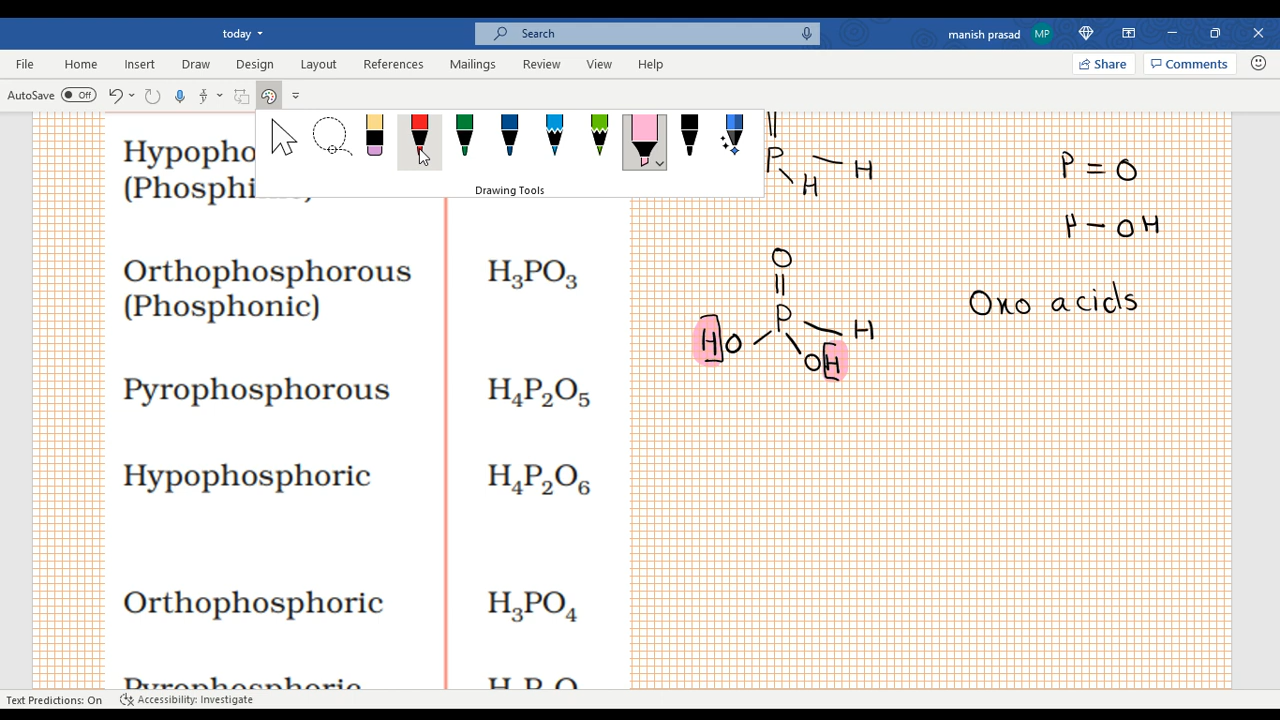 today
Search
manish prasad MP
File Home Insert Draw Design Layout References Mailings Review View Help Share Comments
AutoSave Off
Drawing Tools
Hypopho
(Phosphi
Orthophosphorous
(Phosphonic)
H3PO3
Pyrophosphorous
H4P2O5
Hypophosphoric
H4P2O6
Orthophosphoric
H3PO4
P H
H
O
P H
HO
OH
P = O
P - OH
Oxo acids
Text Predictions: On Accessibility: Investigate